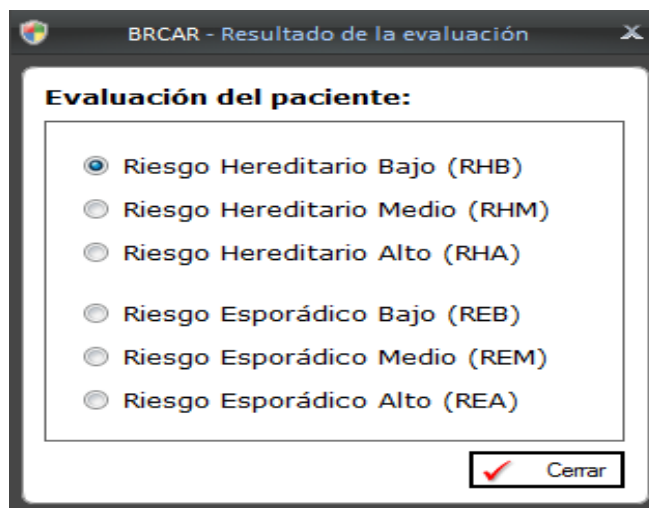 BRCAR - Resultado de la evaluación
Evaluación del paciente:
Riesgo Hereditario Bajo (RHB)
Riesgo Hereditario Medio (RHM)
Riesgo Hereditario Alto (RHA)
Riesgo Esporádico Bajo (REB)
Riesgo Esporádico Medio (REM)
Riesgo Esporádico Alto (REA)
Cerrar